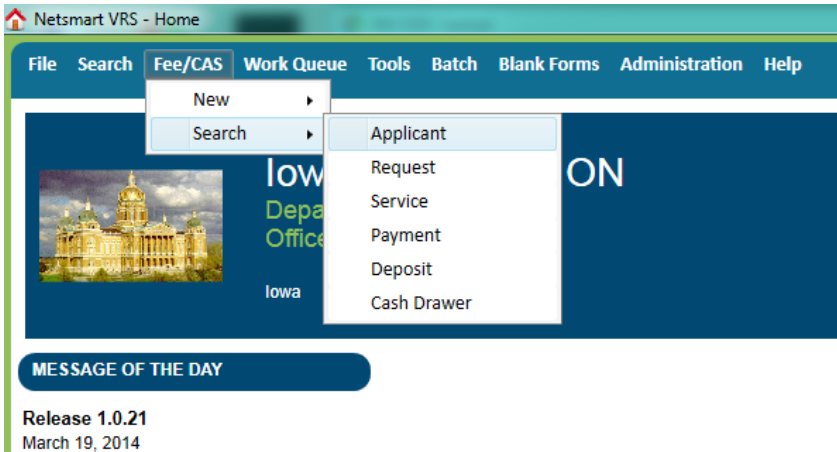 Netsmart VRS - Home
File Search Fee/CAS Work Queue Tools Batch Blank Forms Administration Help
New
Search
Applicant
Request
Service
Payment
Deposit
Cash Drawer
Iow ON
Depa
Office
Iowa
MESSAGE OF THE DAY
Release 1.0.21
March 19, 2014